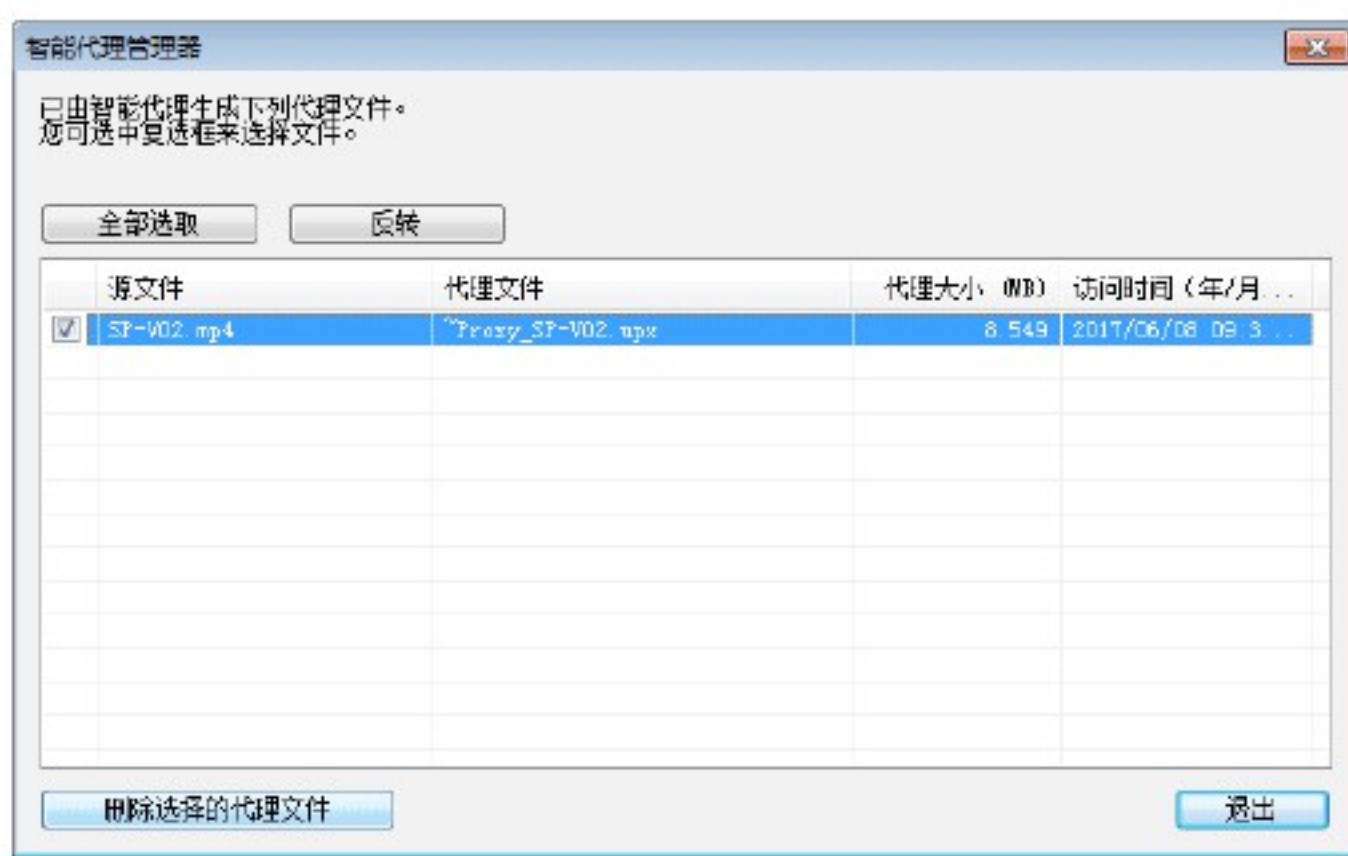 智能代理管理器
已由智能代理生成下列代理文件。
您可选中复选框来选择文件。
全部选取 反转
源文件 代理文件 代理大小 (MB) 访问时间(年/月...
SP-V02.mp4 ~Proxy_SP-V02.upx 8.549 2017/06/08 09:3...
删除选择的代理文件 退出